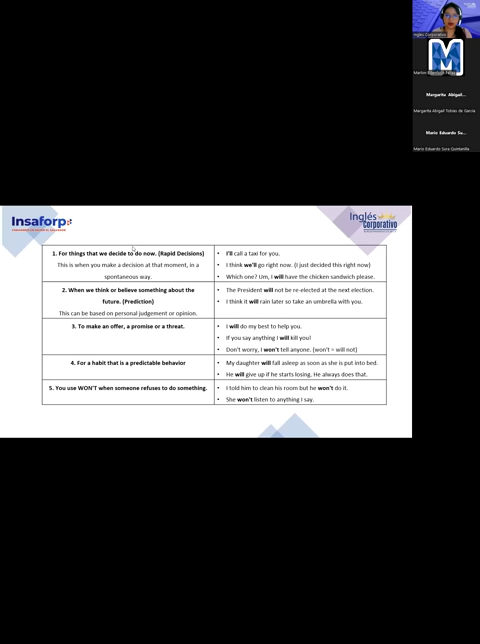 Inglés Corporativo
M
Margarita Abigail...
Margarita Abigail Tobias de Garcia
Mario Eduardo Su...
Mario Eduardo Sura Quintanilla
Insaforp
Inglés
Corporativo
1. For things that we decide to do now. (Rapid Decisions)
This is when you make a decision at that moment, in a
spontaneous way.
• I'll call a taxi for you.
• I think we'll go right now. (I just decided this right now)
• Which one? Um, I will have the chicken sandwich please.
2. When we think or believe something about the
future. (Prediction)
This can be based on personal judgement or opinion.
• The President will not be re-elected at the next election.
• I think it will rain later so take an umbrella with you.
3. To make an offer, a promise or a threat.
• I will do my best to help you.
• If you say anything I will kill you!
• Don't worry, I won't tell anyone. (won't = will not)
4. For a habit that is a predictable behavior
• My daughter will fall asleep as soon as she is put into bed.
• He will give up if he starts losing. He always does that.
5. You use WON'T when someone refuses to do something.
• I told him to clean his room but he won't do it.
• She won't listen to anything I say.